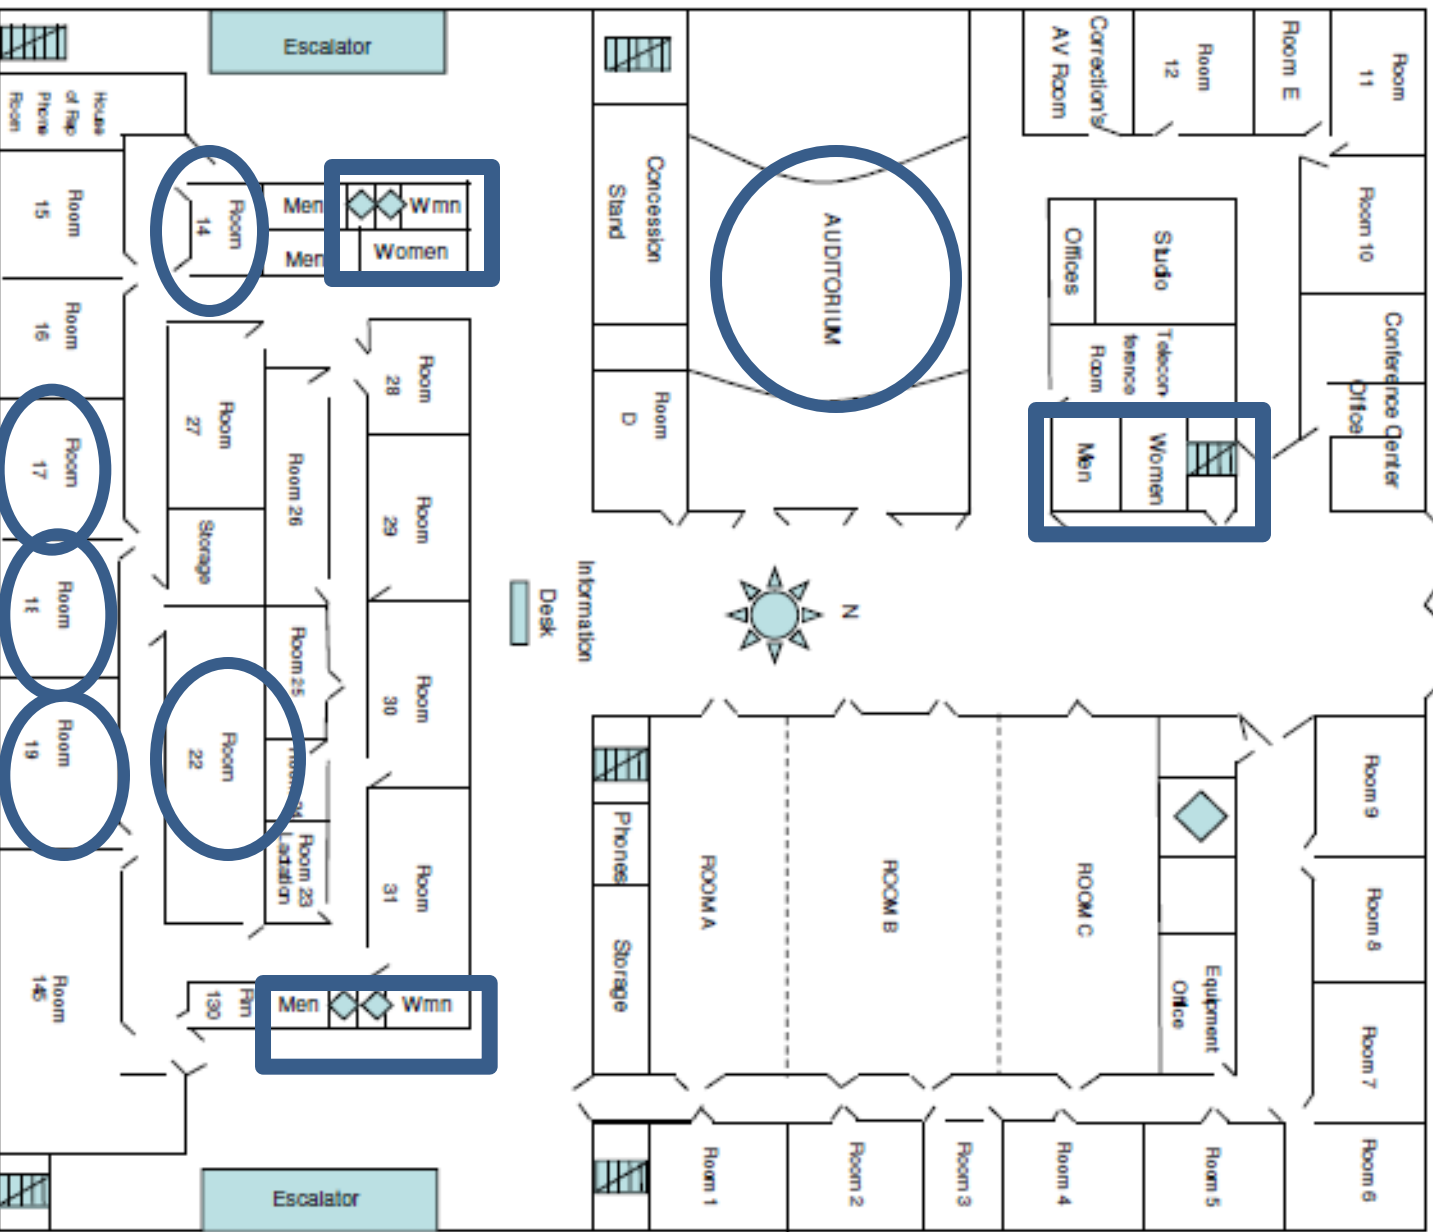 Escalator
House
of Rep
Phone
Room
Room
15
Room
16
Room
17
Room
Room
19
Room
145
Room
14
Men
Wmn
Men
Women
Room
27
Storage
Room 26
Room 25
Room
22
Room 23
Lactation
Room
28
Room
29
Room
30
Room
31
Rm
130
Men
Wmn
Escalator
Concession
Stand
Room
D
AUDITORIUM
Information
Desk
N
Correction's
AV Room
Room
12
Room E
Room
11
Room 10
Studio
Offices
Telecon
ference
Room
Women
Men
Conference Center
Office
Phones
Storage
ROOM A
ROOM B
ROOM C
Equipment
Office
Room 9
Room 8
Room 7
Room 6
Room 1
Room 2
Room 3
Room 4
Room 5